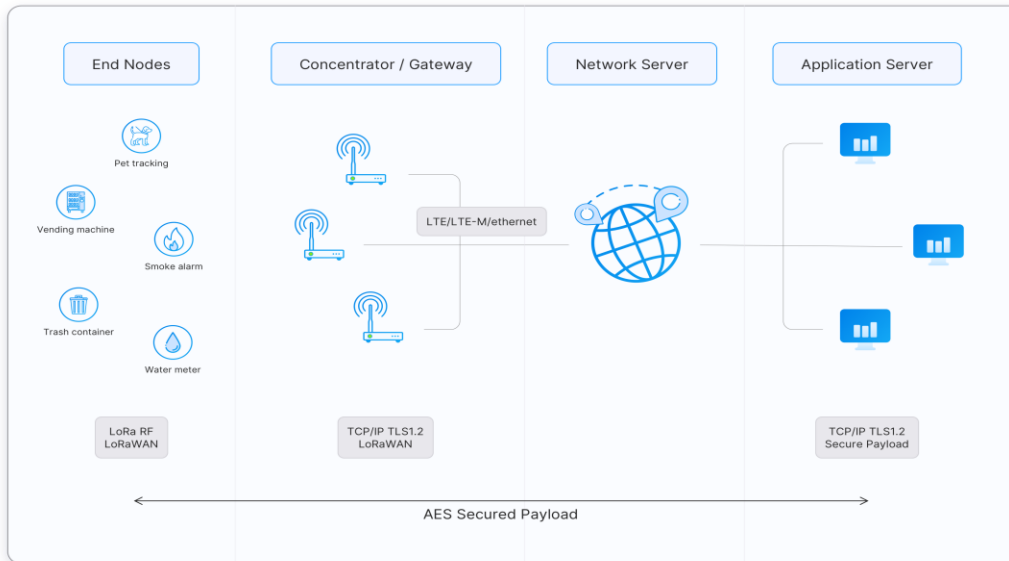 End Nodes
Concentrator / Gateway
Network Server
Application Server
Pet tracking
Vending machine
LTE/LTE-M/ethernet
Smoke alarm
Trash container
Water meter
LoRa RF
LoRaWAN
TCP/IP TLS1.2
LoRaWAN
TCP/IP TLS1.2
Secure Payload
AES Secured Payload